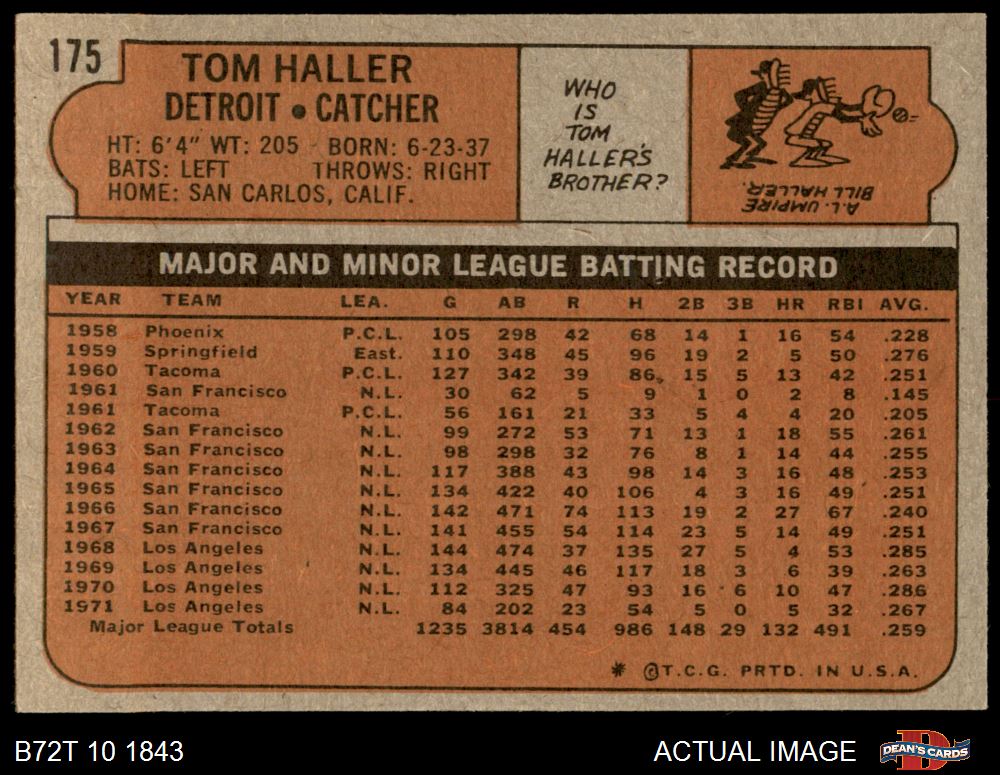 175
TOM HALLER
DETROIT • CATCHER
HT: 6'4" WT: 205 BORN: 6-23-37
BATS: LEFT THROWS: RIGHT
HOME: SAN CARLOS, CALIF.
WHO
IS
TOM
HALLER'S
BROTHER?
A.L. UMPIRE
BILL HALLER.
MAJOR AND MINOR LEAGUE BATTING RECORD
YEAR TEAM LEA. G AB R H 2B 3B HR RBI AVG.
1958 Phoenix P.C.L. 105 298 42 68 14 1 16 54 .228
1959 Springfield East. 110 348 45 96 19 2 5 50 .276
1960 Tacoma P.C.L. 127 342 39 86 15 5 13 42 .251
1961 San Francisco N.L. 30 62 5 9 1 0 2 8 .145
1961 Tacoma P.C.L. 56 161 21 33 5 4 4 20 .205
1962 San Francisco N.L. 99 272 53 71 13 1 18 55 .261
1963 San Francisco N.L. 98 298 32 76 8 1 14 44 .255
1964 San Francisco N.L. 117 388 43 98 14 3 16 48 .253
1965 San Francisco N.L. 134 422 40 106 4 3 16 49 .251
1966 San Francisco N.L. 142 471 74 113 19 2 27 67 .240
1967 San Francisco N.L. 141 455 54 114 23 5 14 49 .251
1968 Los Angeles N.L. 144 474 37 135 27 5 4 53 .285
1969 Los Angeles N.L. 134 445 46 117 18 3 6 39 .263
1970 Los Angeles N.L. 112 325 47 93 16 6 10 47 .286
1971 Los Angeles N.L. 84 202 23 54 5 0 5 32 .267
Major League Totals 1235 3814 454 986 148 29 132 491 .259
* ©T.C.G. PRTD. IN U.S.A.
B72T 10 1843 ACTUAL IMAGE DEAN'S CARDS